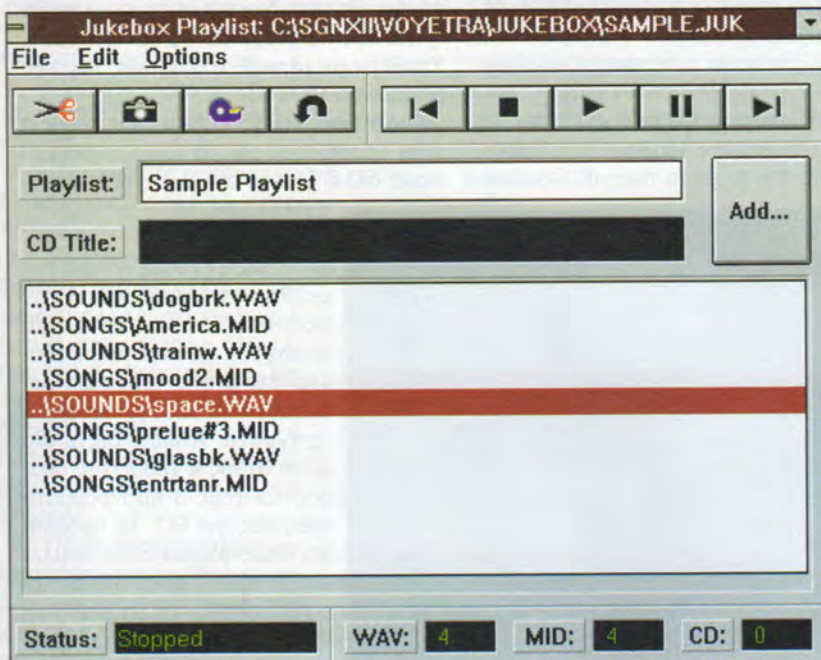 Jukebox Playlist: C:\SGNXII\VOYETRA\JUKEBOX\SAMPLE.JUK
File Edit Options
Playlist: Sample Playlist
Add...
CD Title:
..\SOUNDS\dogbrk.WAV
..\SONGS\America.MID
..\SOUNDS\trainw.WAV
..\SONGS\mood2.MID
..\SOUNDS\space.WAV
..\SONGS\prelue#3.MID
..\SOUNDS\glasbk.WAV
..\SONGS\entrtanr.MID
Status: Stopped WAV: 4 MID: 4 CD: 0